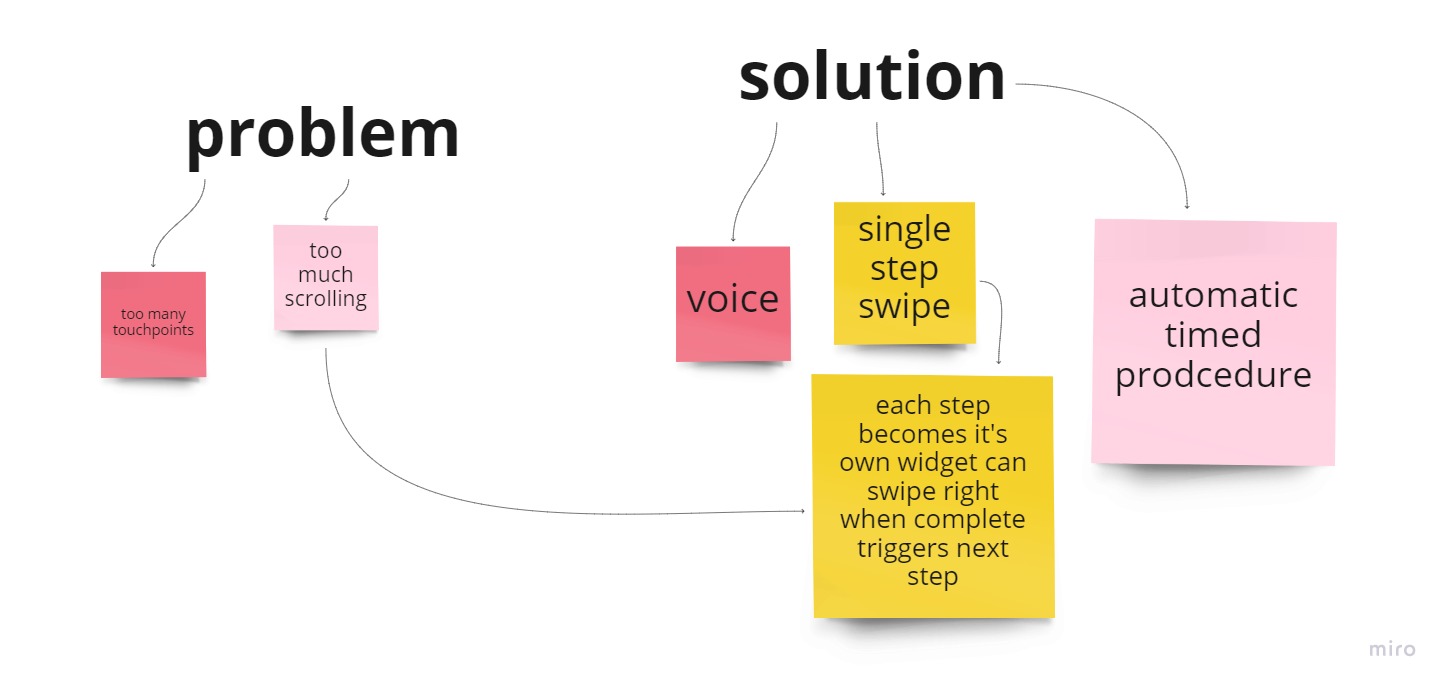 problem
too many
touchpoints
too
much
scrolling
solution
voice
single
step
swipe
each step
becomes it's
own widget can
swipe right
when complete
triggers next
step
automatic
timed
prodcedure
miro